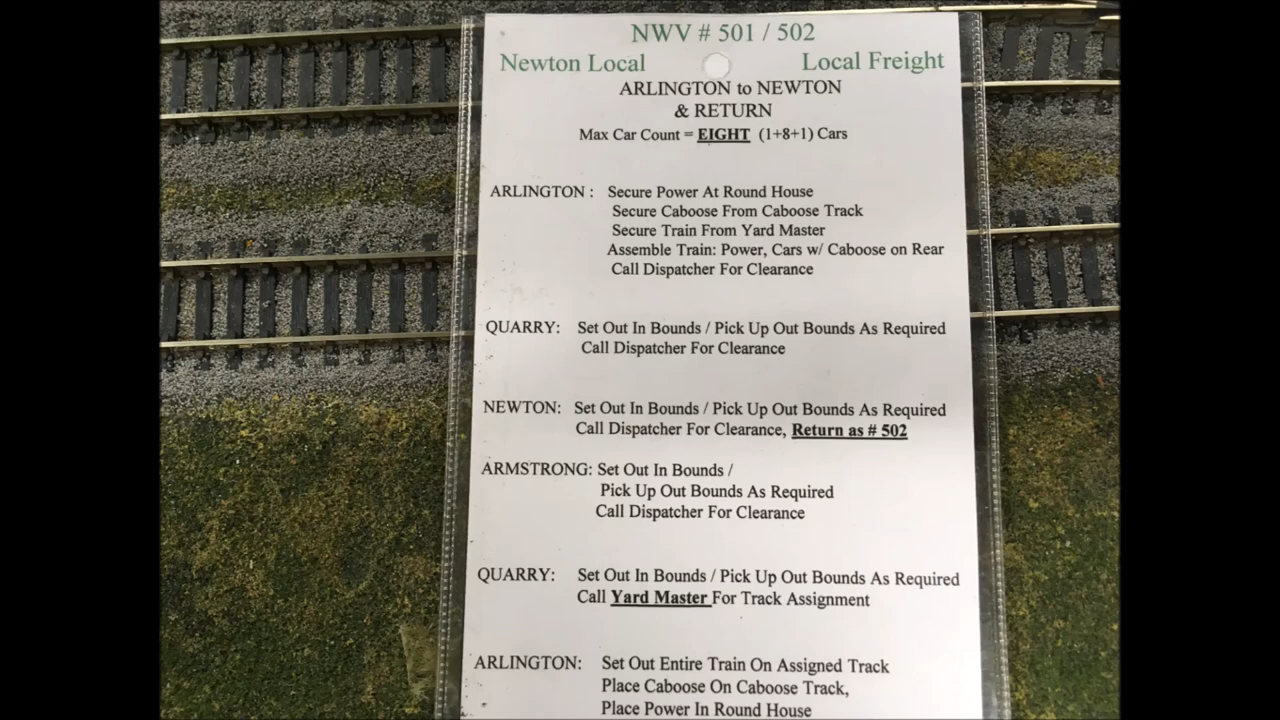 NWV # 501 / 502
Newton Local Local Freight
ARLINGTON to NEWTON
& RETURN
Max Car Count = EIGHT (1+8+1) Cars
ARLINGTON : Secure Power At Round House
Secure Caboose From Caboose Track
Secure Train From Yard Master
Assemble Train: Power, Cars w/ Caboose on Rear
Call Dispatcher For Clearance
QUARRY: Set Out In Bounds / Pick Up Out Bounds As Required
Call Dispatcher For Clearance
NEWTON: Set Out In Bounds / Pick Up Out Bounds As Required
Call Dispatcher For Clearance, Return as # 502
ARMSTRONG: Set Out In Bounds /
Pick Up Out Bounds As Required
Call Dispatcher For Clearance
QUARRY: Set Out In Bounds / Pick Up Out Bounds As Required
Call Yard Master For Track Assignment
ARLINGTON: Set Out Entire Train On Assigned Track
Place Caboose On Caboose Track,
Place Power In Round House